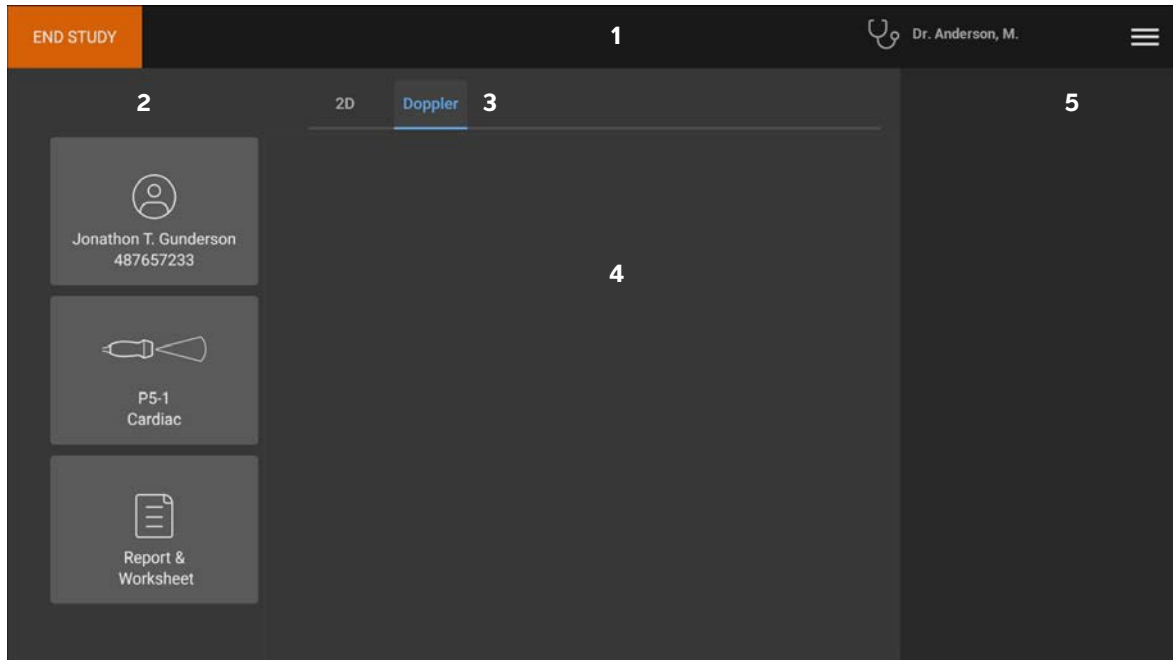 END STUDY
1
Dr. Anderson, M.
2
2D
Doppler
3
5
Jonathon T. Gunderson
487657233
4
P5-1
Cardiac
Report &
Worksheet